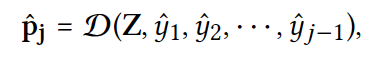 p̂ⱼ = 𝒟(Z, ŷ₁, ŷ₂, ⋯, ŷⱼ₋₁),